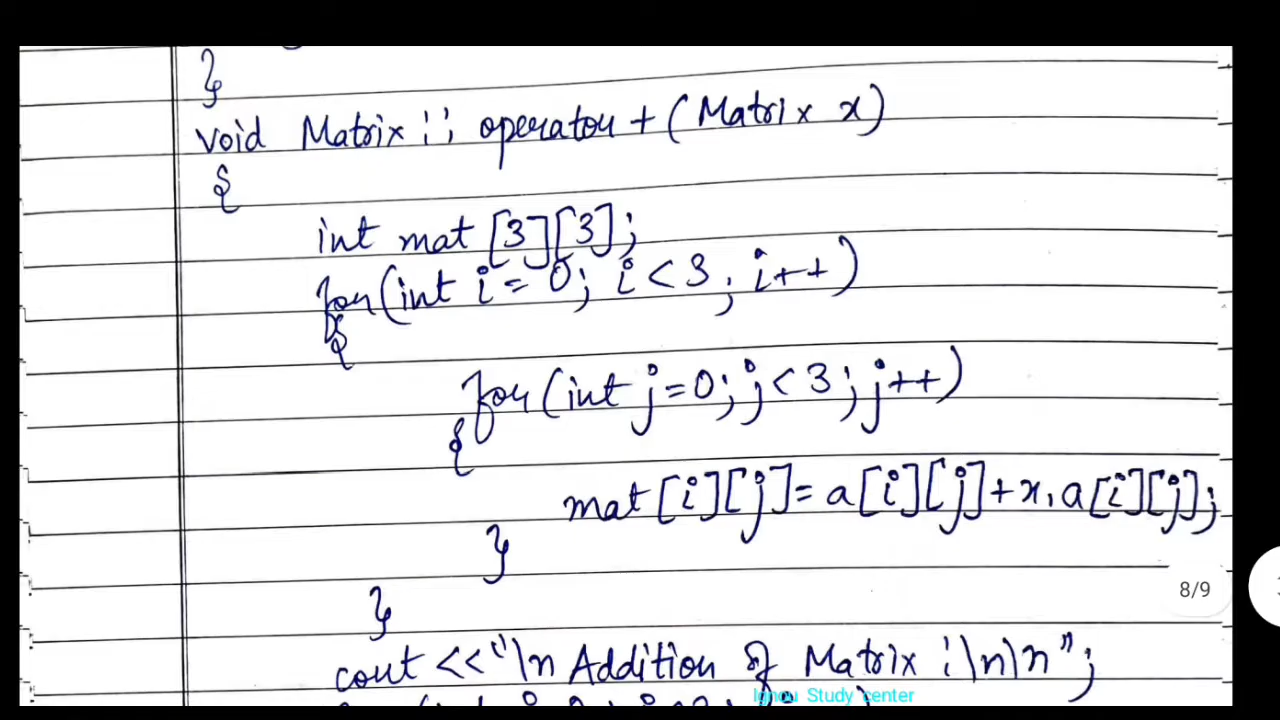 }
void Matrix :: operator + (Matrix x)
{
int mat [3][3];
for(int i = 0; i < 3; i++)
{
for (int j=0; j < 3; j++)
{
mat [i][j] = a[i][j] + x.a[i][j];
}
8/9
}
cout <<"\n Addition of Matrix :\n\n";
Ignou Study center